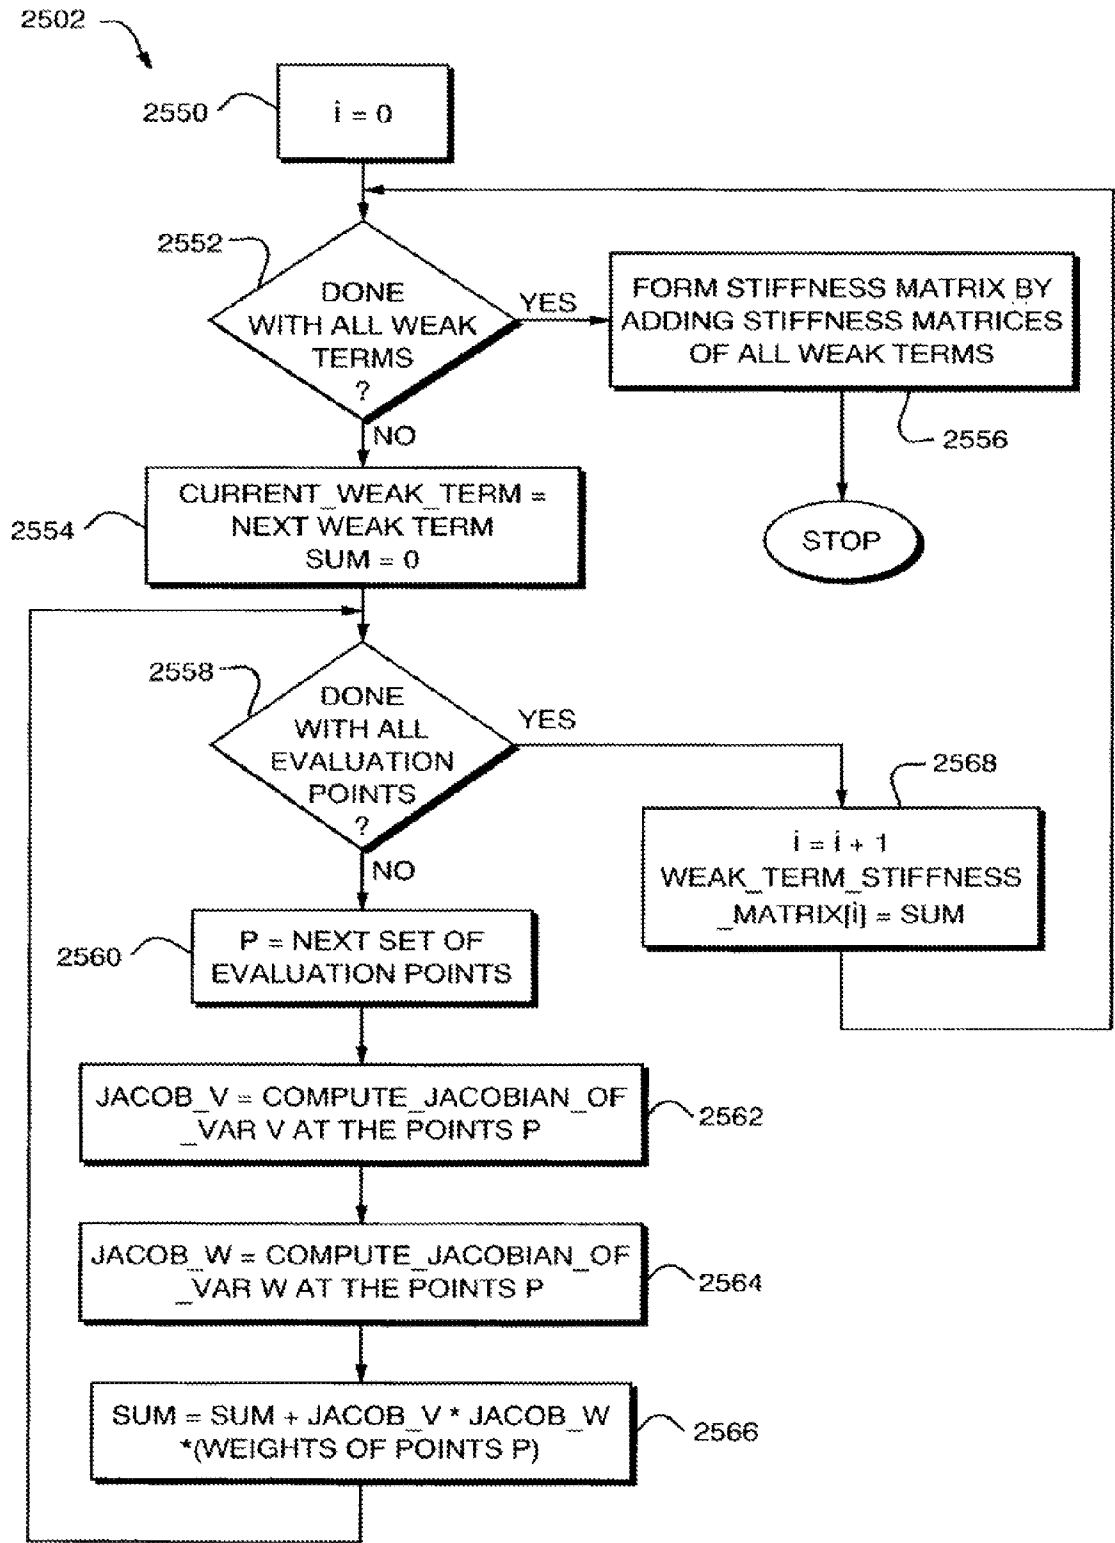 2502
2550
i = 0
2552
DONE
WITH ALL WEAK
TERMS
?
YES
FORM STIFFNESS MATRIX BY
ADDING STIFFNESS MATRICES
OF ALL WEAK TERMS
2556
NO
STOP
2554
CURRENT_WEAK_TERM =
NEXT WEAK TERM
SUM = 0
2558
DONE
WITH ALL
EVALUATION
POINTS
?
YES
2568
i = i + 1
WEAK_TERM_STIFFNESS
_MATRIX[i] = SUM
NO
2560
P = NEXT SET OF
EVALUATION POINTS
JACOB_V = COMPUTE_JACOBIAN_OF
_VAR V AT THE POINTS P
2562
JACOB_W = COMPUTE_JACOBIAN_OF
_VAR W AT THE POINTS P
2564
SUM = SUM + JACOB_V * JACOB_W
*(WEIGHTS OF POINTS P)
2566